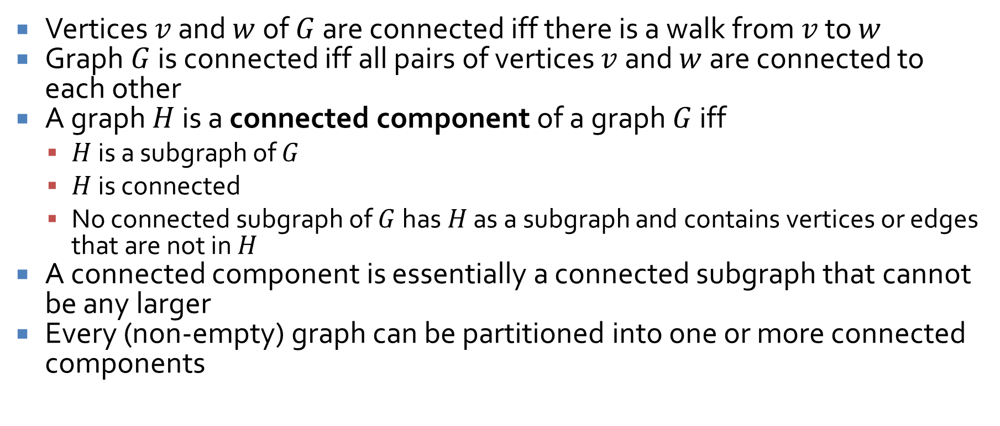 ▪ Vertices v and w of G are connected iff there is a walk from v to w
▪ Graph G is connected iff all pairs of vertices v and w are connected to
each other
▪ A graph H is a connected component of a graph G iff
▪ H is a subgraph of G
▪ H is connected
▪ No connected subgraph of G has H as a subgraph and contains vertices or edges
that are not in H
▪ A connected component is essentially a connected subgraph that cannot
be any larger
▪ Every (non-empty) graph can be partitioned into one or more connected
components